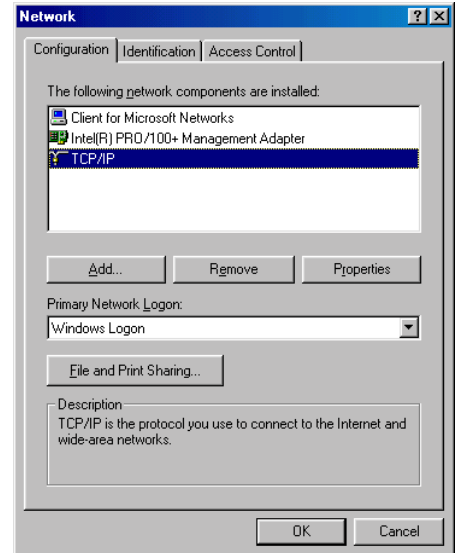 Network
Configuration Identification Access Control
The following network components are installed:
Client for Microsoft Networks
Intel(R) PRO/100+ Management Adapter
TCP/IP
Add... Remove Properties
Primary Network Logon:
Windows Logon
File and Print Sharing...
Description
TCP/IP is the protocol you use to connect to the Internet and
wide-area networks.
OK Cancel